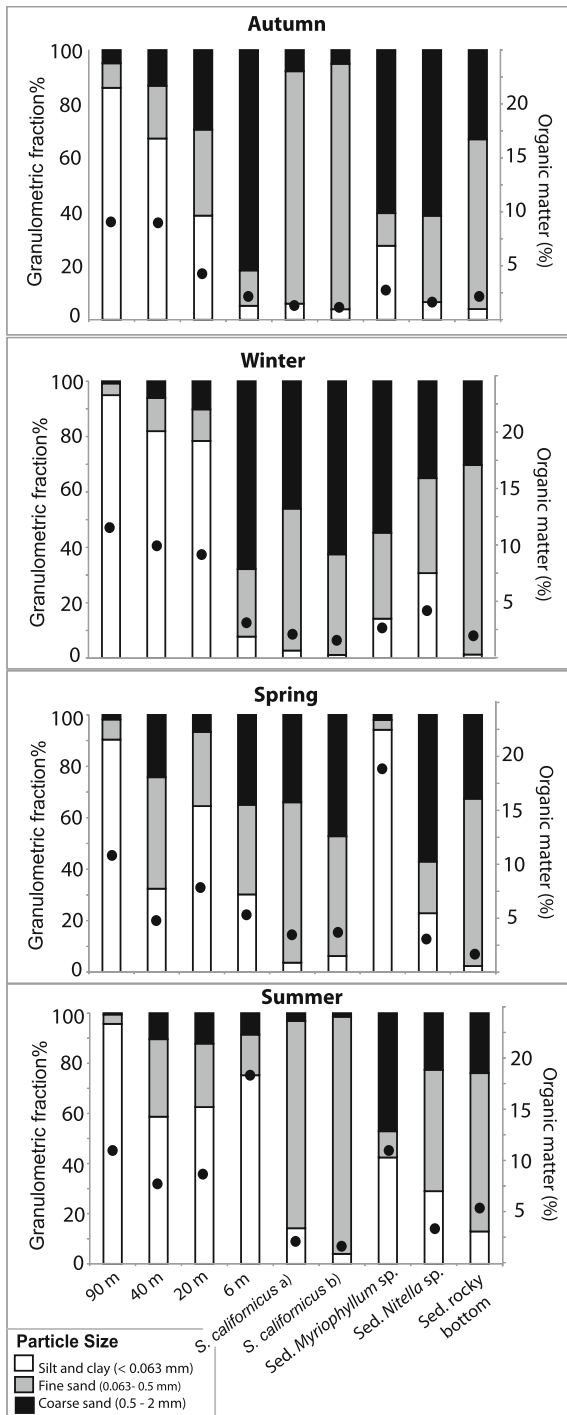 Autumn
Granulometric fraction%
100
80
60
40
20
0
20
15
10
5
Organic matter (%)
Winter
Granulometric fraction%
100
80
60
40
20
0
20
15
10
5
Organic matter (%)
Spring
Granulometric fraction%
100
80
60
40
20
0
20
15
10
5
Organic matter (%)
Summer
Granulometric fraction%
100
80
60
40
20
0
20
15
10
5
Organic matter (%)
90 m
40 m
20 m
6 m
S. californicus a)
S. californicus b)
Sed. Myriophyllum sp.
Sed. Nitella sp.
Sed. rocky
bottom
Particle Size
Silt and clay (< 0.063 mm)
Fine sand (0.063- 0.5 mm)
Coarse sand (0.5 - 2 mm)